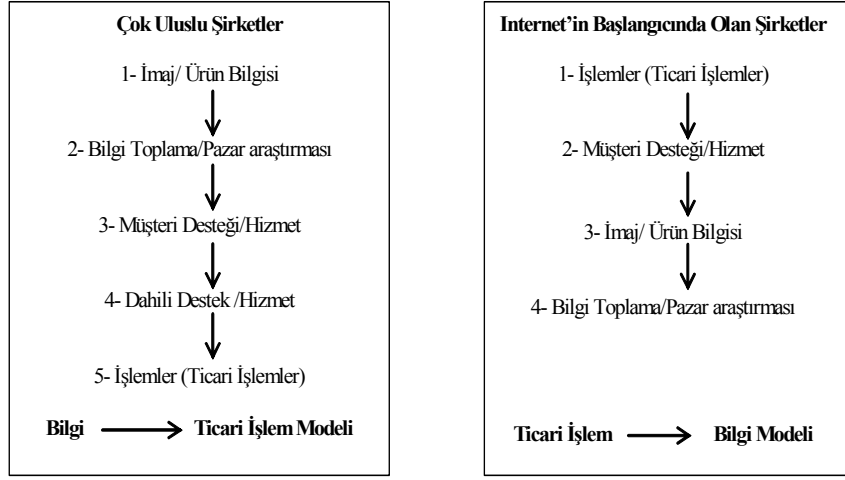 Çok Uluslu Şirketler
1- İmaj/ Ürün Bilgisi
2- Bilgi Toplama/Pazar araştırması
3- Müşteri Desteği/Hizmet
4- Dahili Destek /Hizmet
5- İşlemler (Ticari İşlemler)
Bilgi Ticari İşlem Modeli
Internet'in Başlangıcında Olan Şirketler
1- İşlemler (Ticari İşlemler)
2- Müşteri Desteği/Hizmet
3- İmaj/ Ürün Bilgisi
4- Bilgi Toplama/Pazar araştırması
Ticari İşlem Bilgi Modeli